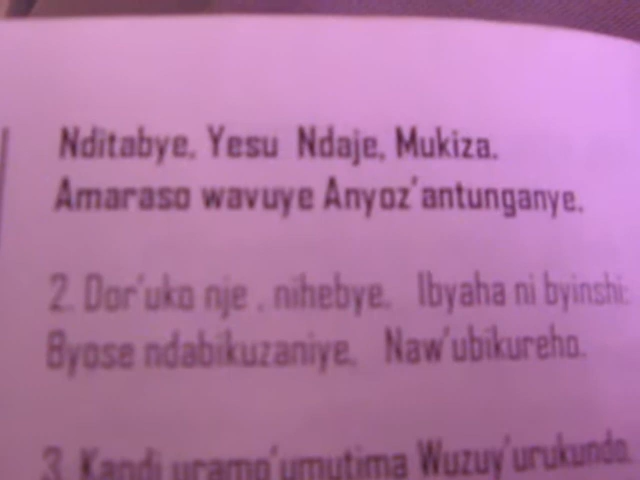 Nditabye, Yesu Ndaje, Mukiza.
Amaraso wavuye Anyoz'antunganye.
2. Dor'uko nje , nihebye, Ibyaha ni byinshi:
Byose ndabikuzaniye, Naw'ubikureho.
3. Kandi uramp'umutima Wuzuy'urukundo.